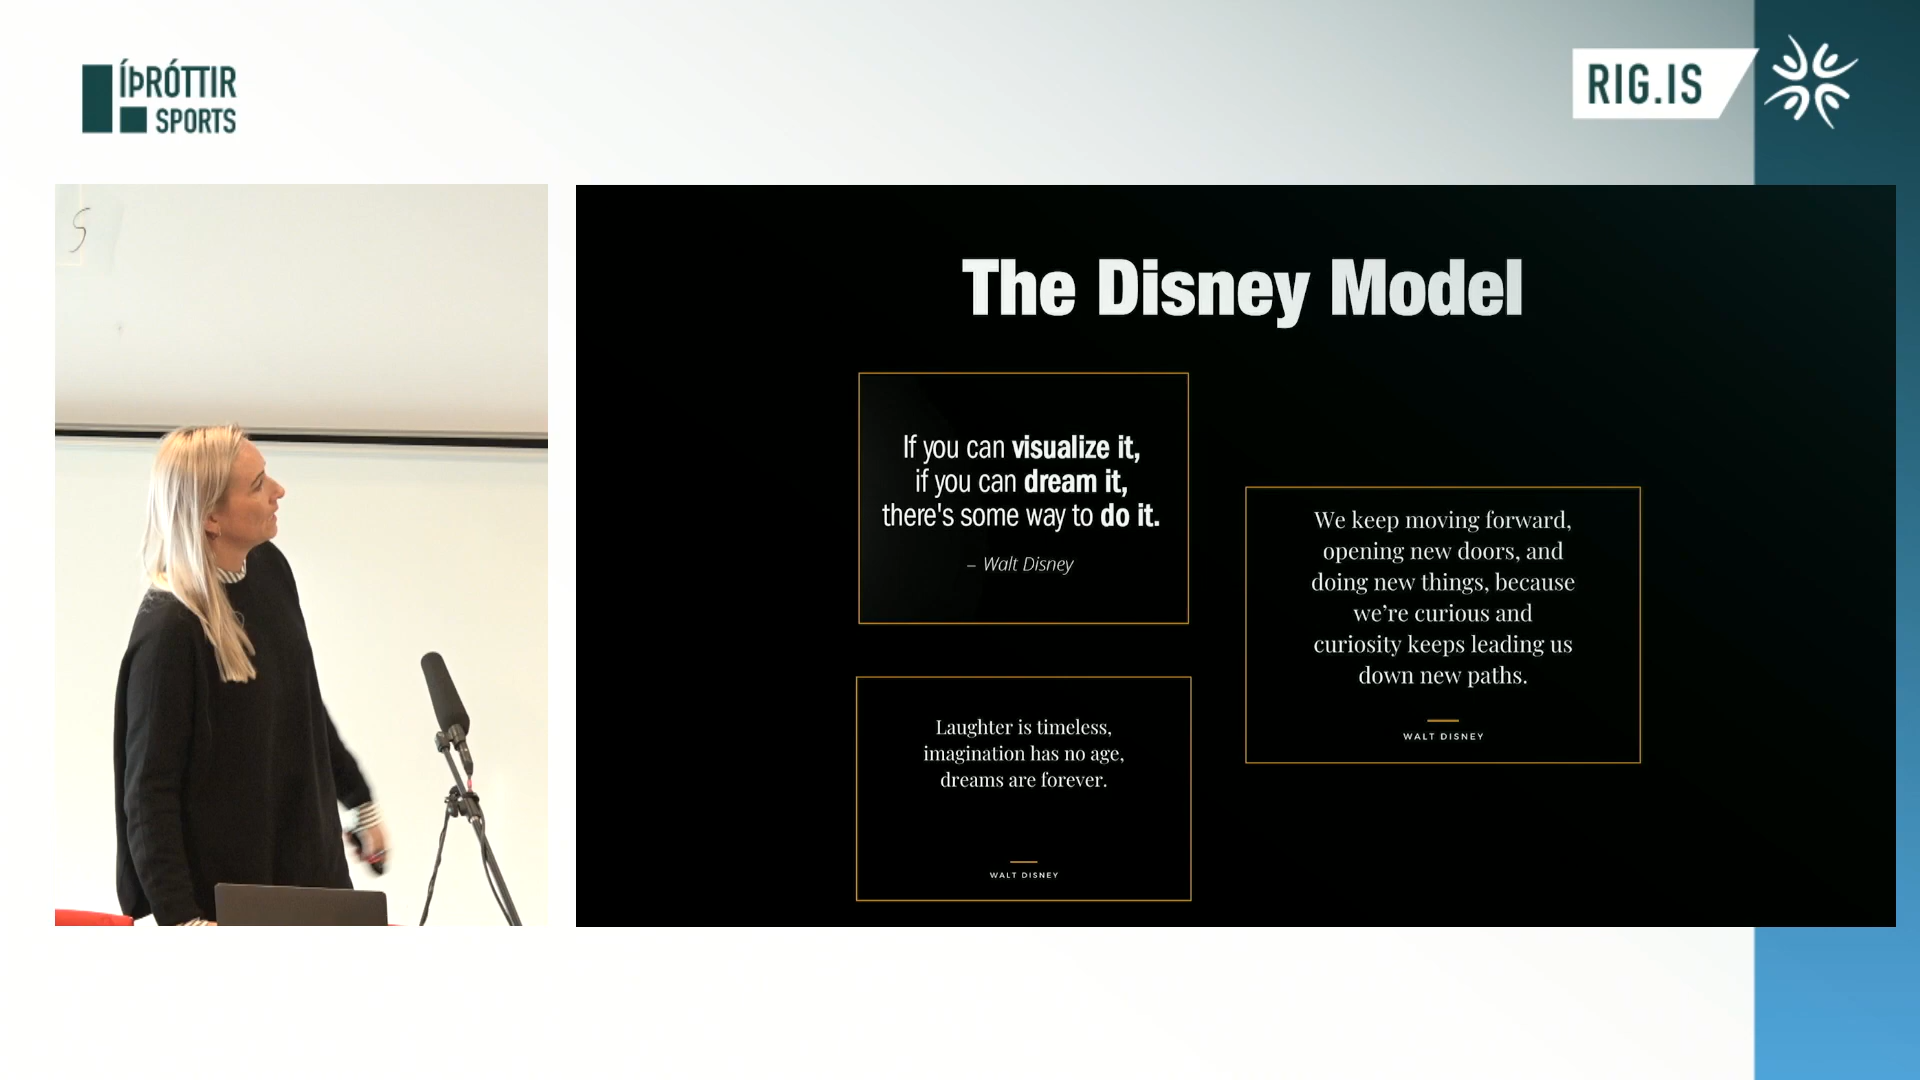 ÍÞRÓTTIR
SPORTS
RIG.IS
S
The Disney Model
If you can visualize it,
if you can dream it,
there's some way to do it.
– Walt Disney
We keep moving forward,
opening new doors, and
doing new things, because
we’re curious and
curiosity keeps leading us
down new paths.
WALT DISNEY
Laughter is timeless,
imagination has no age,
dreams are forever.
WALT DISNEY